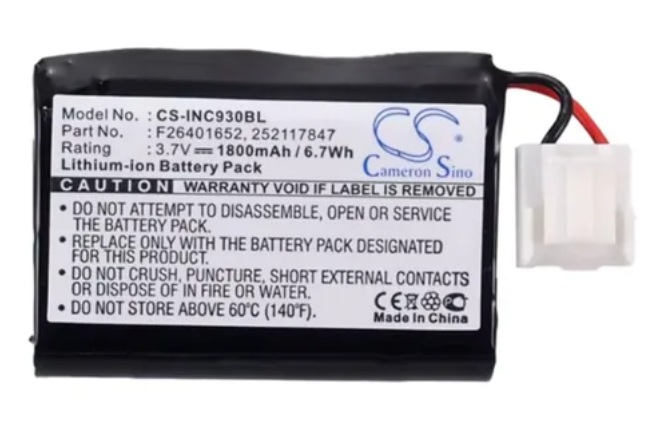 Model No. : CS-INC930BL
Part No. : F26401652, 252117847
Rating : 3.7V⎓ 1800mAh / 6.7Wh
Lithium-ion Battery Pack
CS
Cameron Sino
CAUTION WARRANTY VOID IF LABEL IS REMOVED
• DO NOT ATTEMPT TO DISASSEMBLE, OPEN OR SERVICE
THE BATTERY PACK.
• REPLACE ONLY WITH THE BATTERY PACK DESIGNATED
FOR THIS PRODUCT.
• DO NOT CRUSH, PUNCTURE, SHORT EXTERNAL CONTACTS
OR DISPOSE OF IN FIRE OR WATER.
• DO NOT STORE ABOVE 60°C (140°F).
CE
Made In China